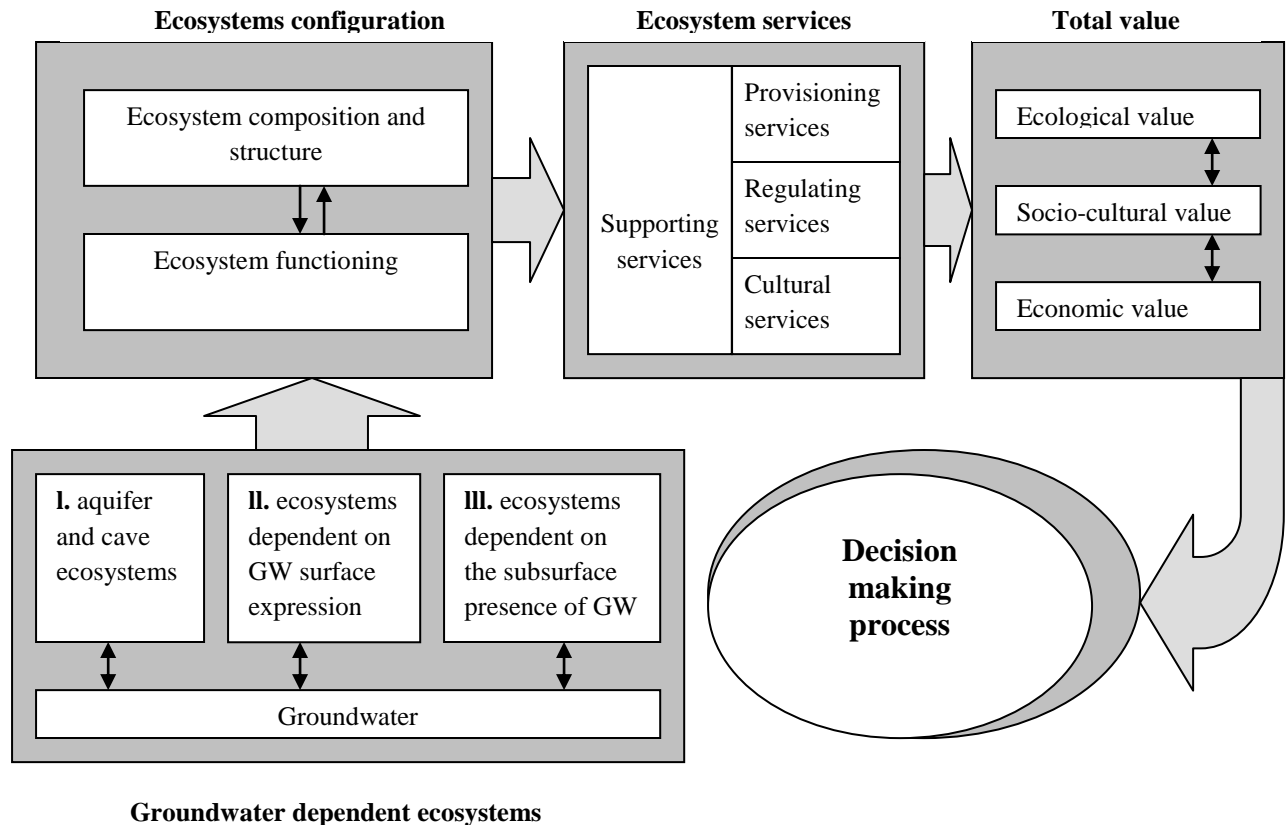 Ecosystems configuration
Ecosystem composition and
structure
Ecosystem functioning
Ecosystem services
Supporting
services
Provisioning
services
Regulating
services
Cultural
services
Total value
Ecological value
Socio-cultural value
Economic value
I. aquifer
and cave
ecosystems
II. ecosystems
dependent on
GW surface
expression
III. ecosystems
dependent on
the subsurface
presence of GW
Groundwater
Groundwater dependent ecosystems
Decision
making
process